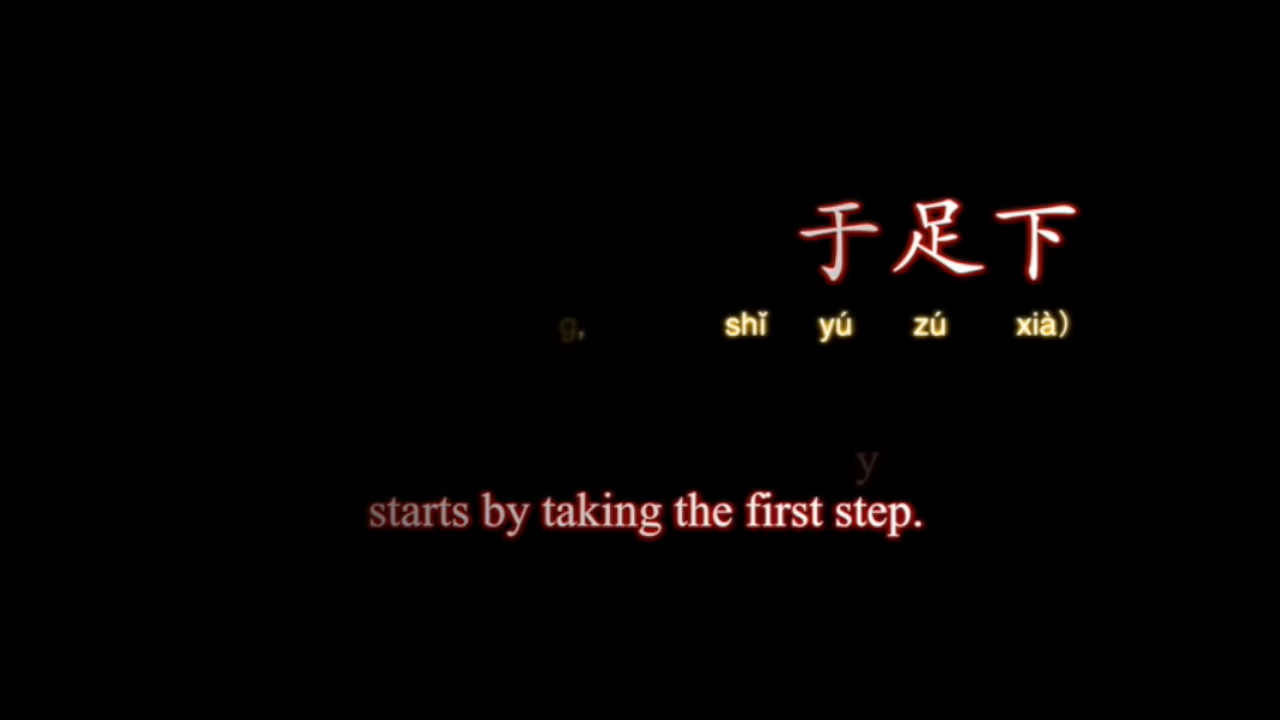 于足下
g, shǐ yú zú xià)
y
starts by taking the first step.